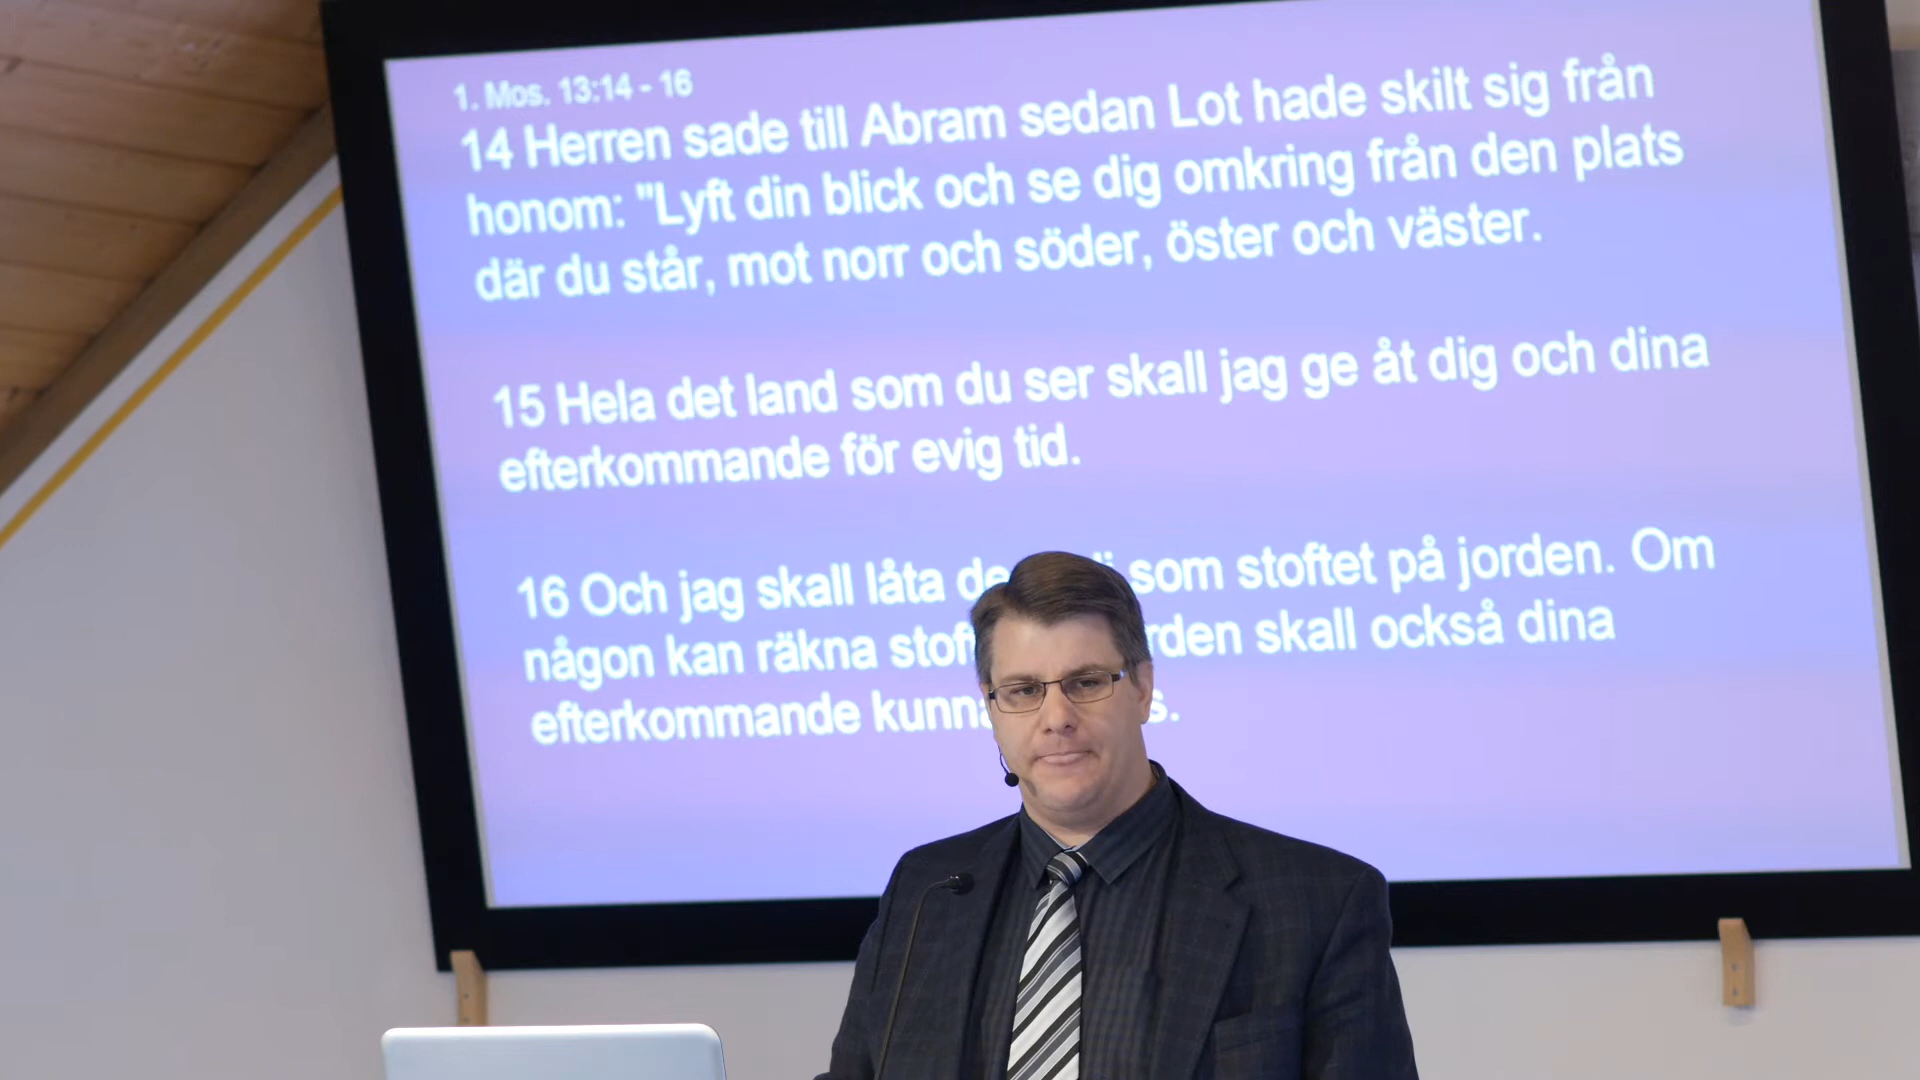 1. Mos. 13:14 - 16
14 Herren sade till Abram sedan Lot hade skilt sig från
honom: "Lyft din blick och se dig omkring från den plats
där du står, mot norr och söder, öster och väster.
15 Hela det land som du ser skall jag ge åt dig och dina
efterkommande för evig tid.
16 Och jag skall låta som stoftet på jorden. Om
någon kan räkna skall också dina
efterkommande